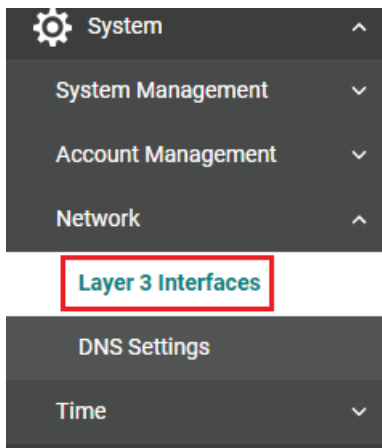 System
System Management
Account Management
Network
Layer 3 Interfaces
DNS Settings
Time